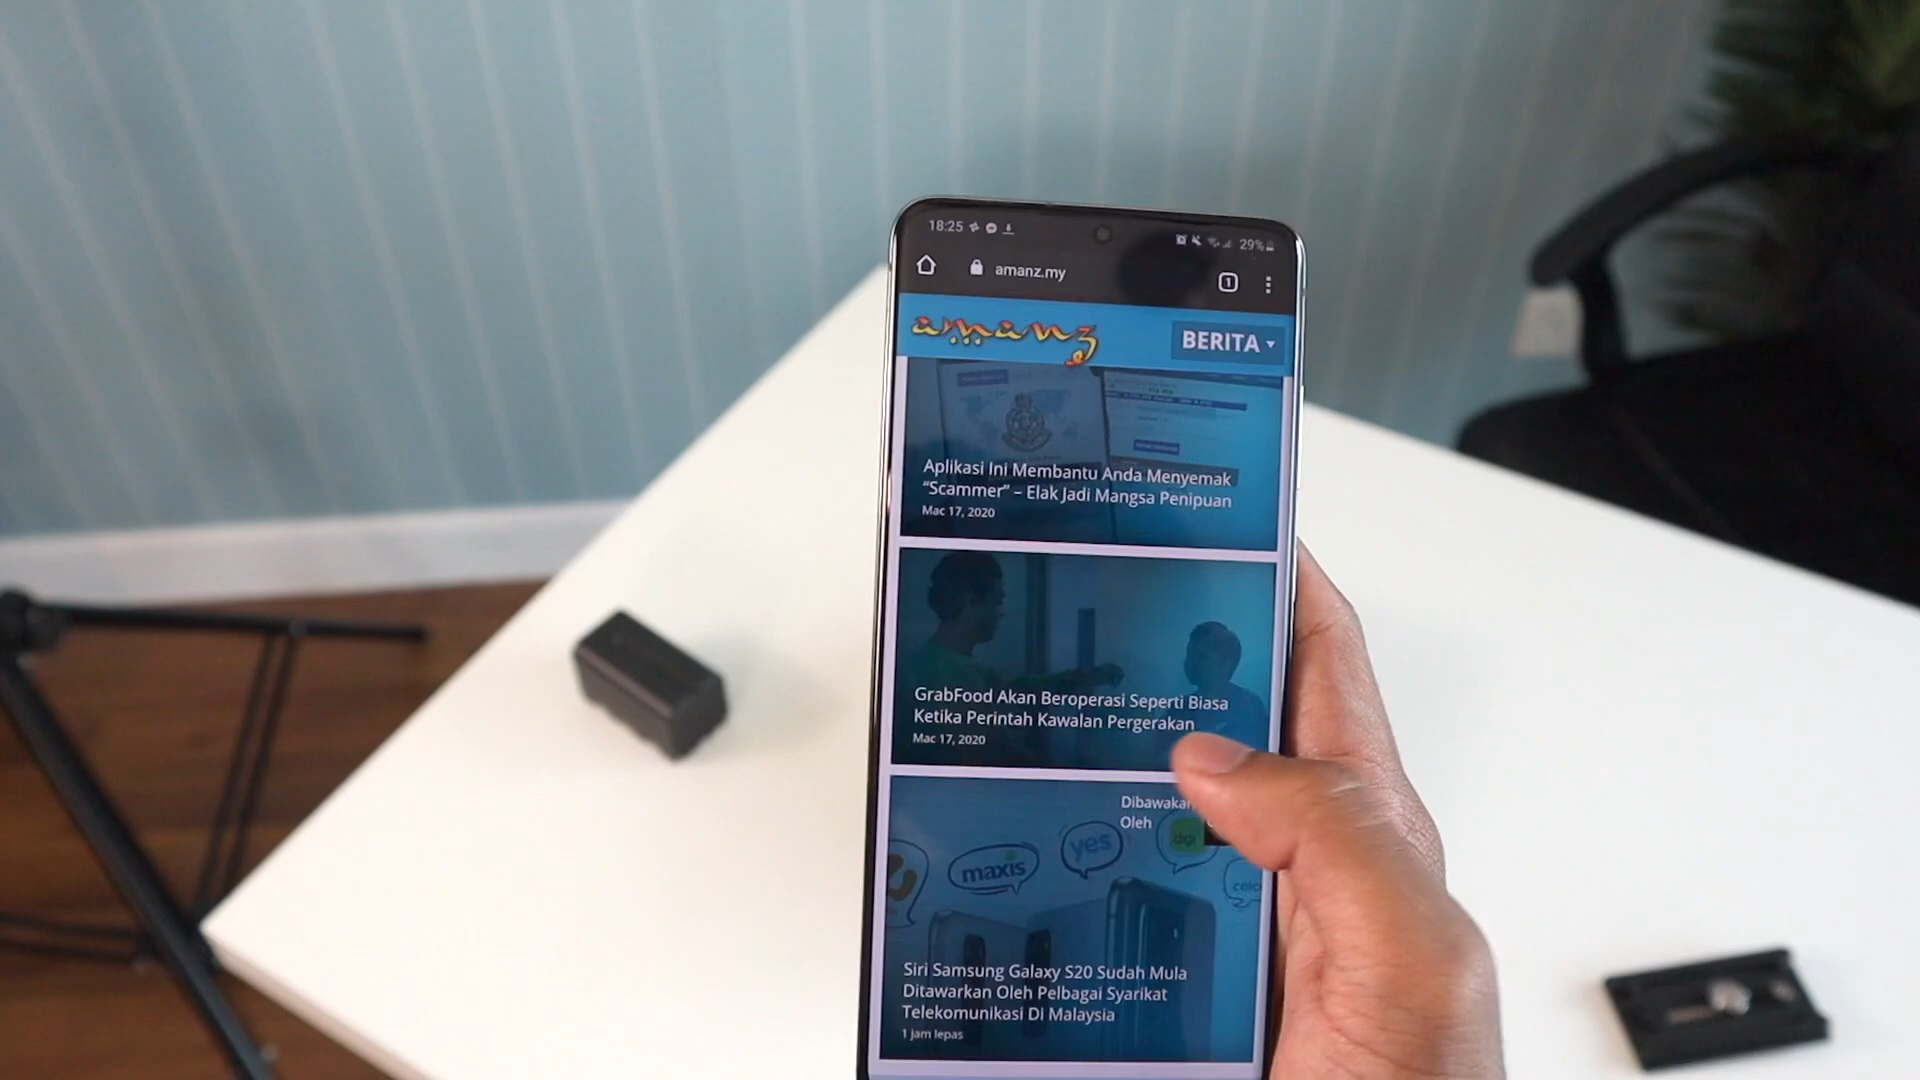 18:25
29%
amanz.my
1
amanz
BERITA
Aplikasi Ini Membantu Anda Menyemak
“Scammer” – Elak Jadi Mangsa Penipuan
Mac 17, 2020
GrabFood Akan Beroperasi Seperti Biasa
Ketika Perintah Kawalan Pergerakan
Mac 17, 2020
Dibawakan
Oleh
maxis
yes
digi
Siri Samsung Galaxy S20 Sudah Mula
Ditawarkan Oleh Pelbagai Syarikat
Telekomunikasi Di Malaysia
1 jam lepas